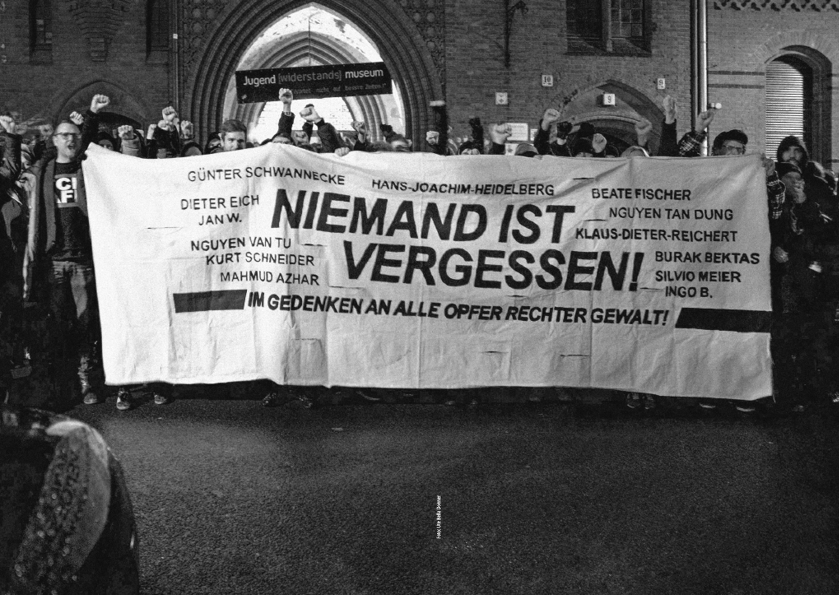 Jugend [widerstands] museum
GÜNTER SCHWANNECKE
HANS-JOACHIM-HEIDELBERG
BEATE FISCHER
DIETER EICH
JAN W.
NIEMAND IST
VERGESSEN!
NGUYEN TAN DUNG
KLAUS-DIETER-REICHERT
NGUYEN VAN TU
KURT SCHNEIDER
MAHMUD AZHAR
BURAK BEKTAS
SILVIO MEIER
INGO B.
IM GEDENKEN AN ALLE OPFER RECHTER GEWALT!